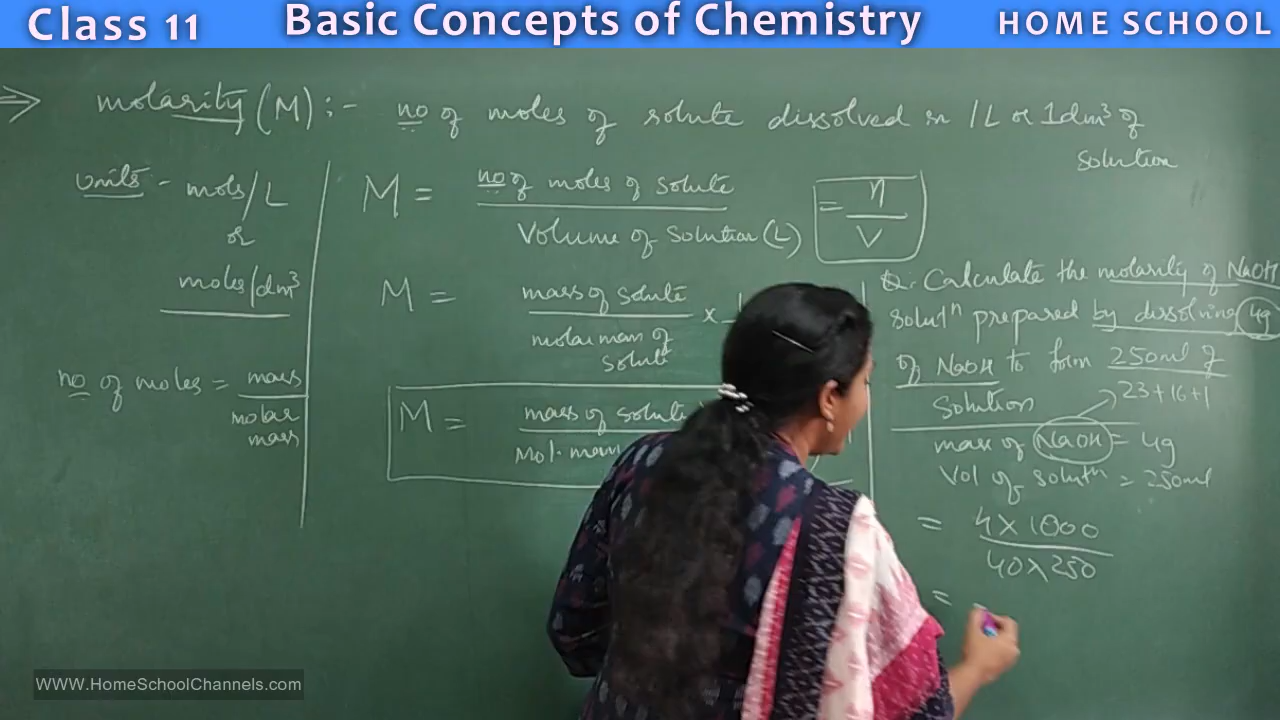 Class 11
Basic Concepts of Chemistry
HOME SCHOOL
⇒ molarity (M) :- no of moles of solute dissolved in 1L or 1dm³ of
solution
units - mols/L
or
moles/dm³
no of moles = mass
molar
mass
M = no of moles of solute
Volume of solution (L)
= n
V
M = mass of solute ×
molar mass of
solute
M = mass of solute
Mol. mass
Q:- Calculate the molarity of NaOH
solutⁿ prepared by dissolving 4g
of NaOH to form 250ml of
solution
23+16+1
mass of NaOH = 4g
Vol of solutⁿ = 250ml
= 4×1000
40×250
=
WWW.HomeSchoolChannels.com